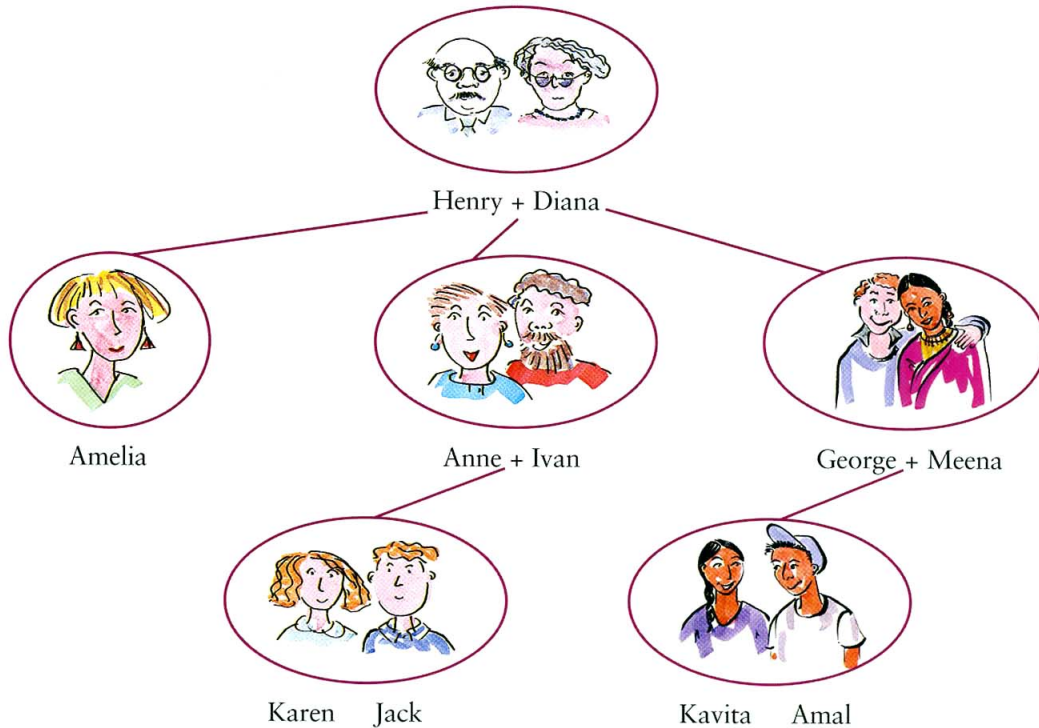 Henry + Diana
Amelia
Anne + Ivan
George + Meena
Karen Jack
Kavita Amal